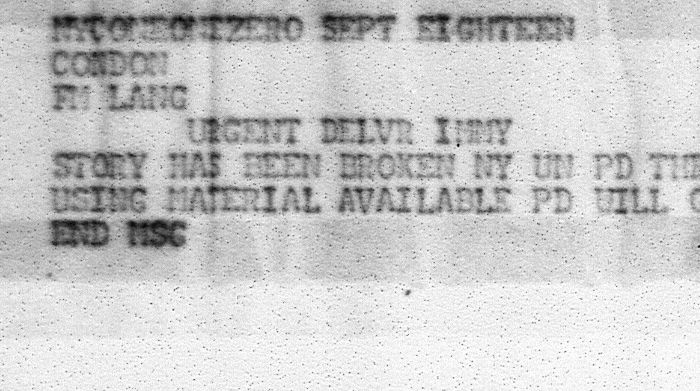 SEPT EIGHTEEN
CONDON
FM LANG
URGENT DELVR IMMY
STORY HAS BEEN BROKEN NY UN PD THE
USING MATERIAL AVAILABLE PD WILL C
END MSG